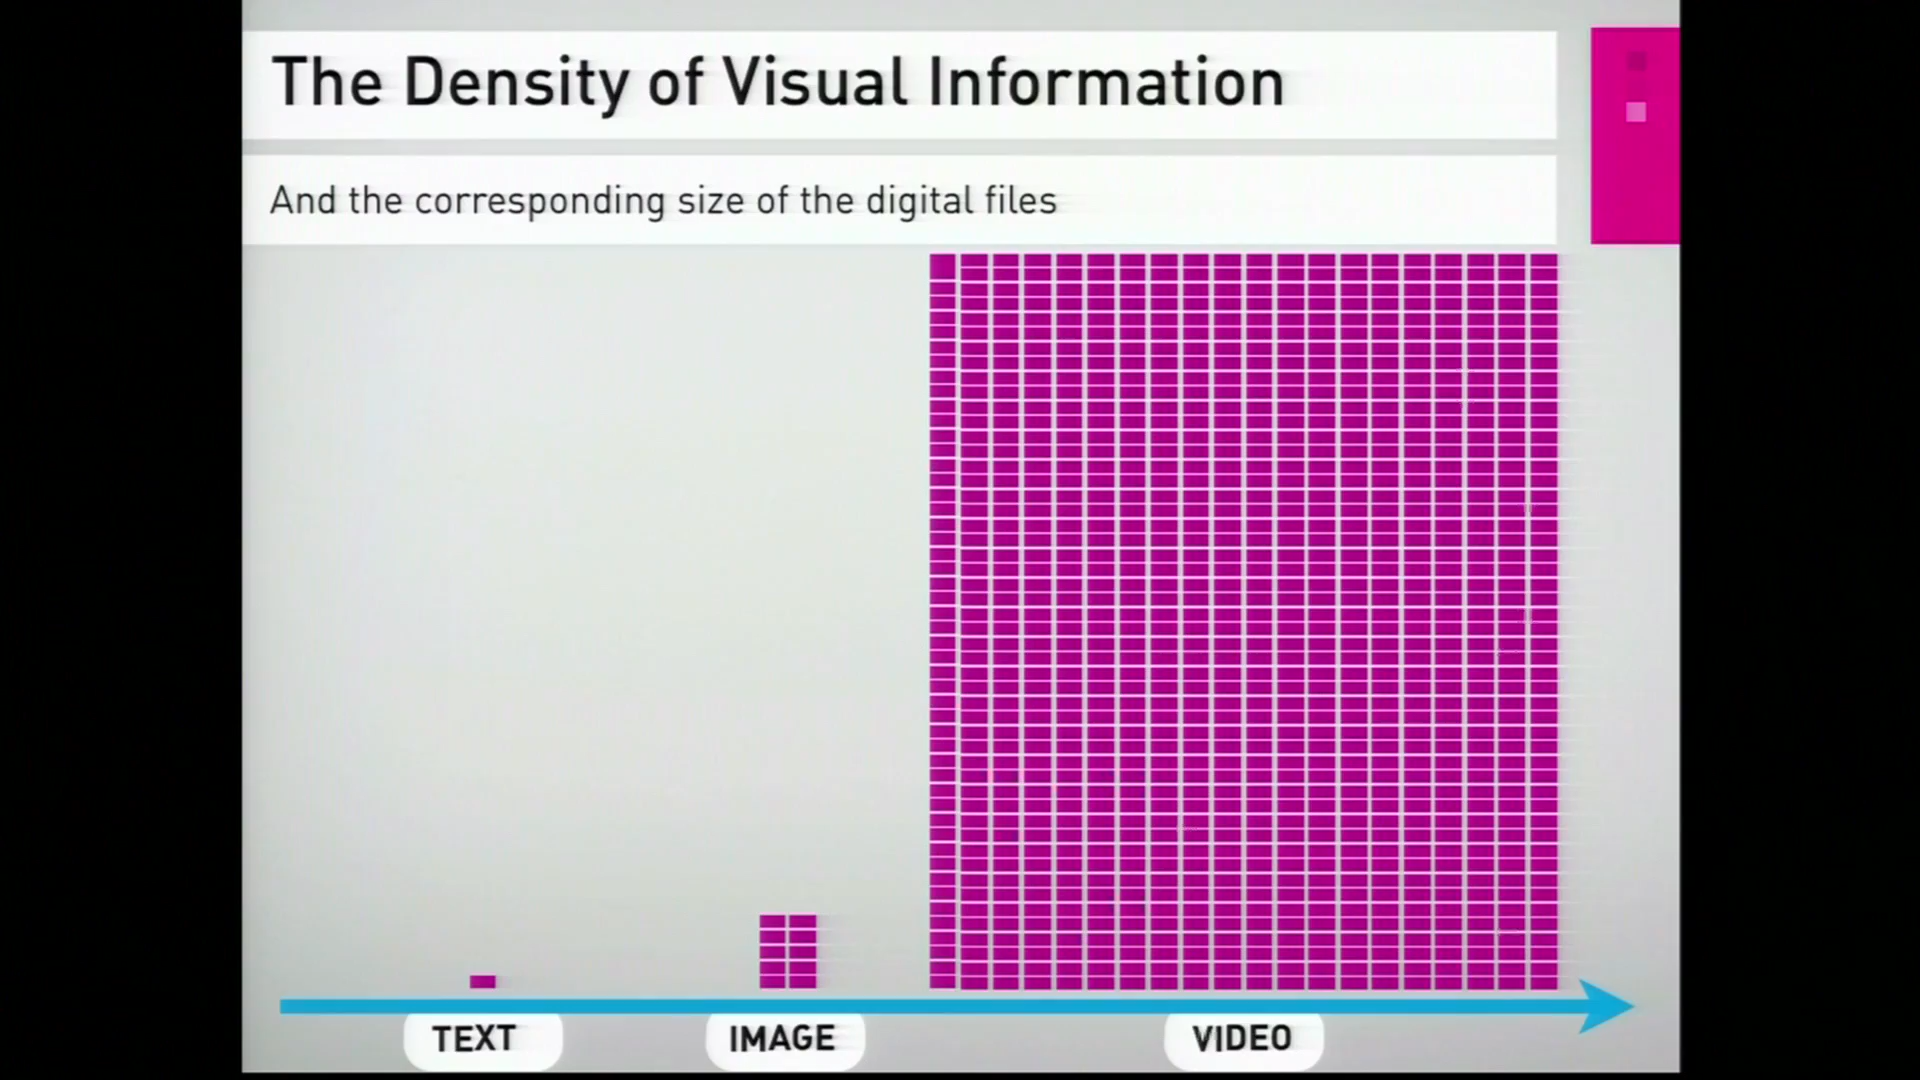 The Density of Visual Information
And the corresponding size of the digital files
TEXT
IMAGE
VIDEO